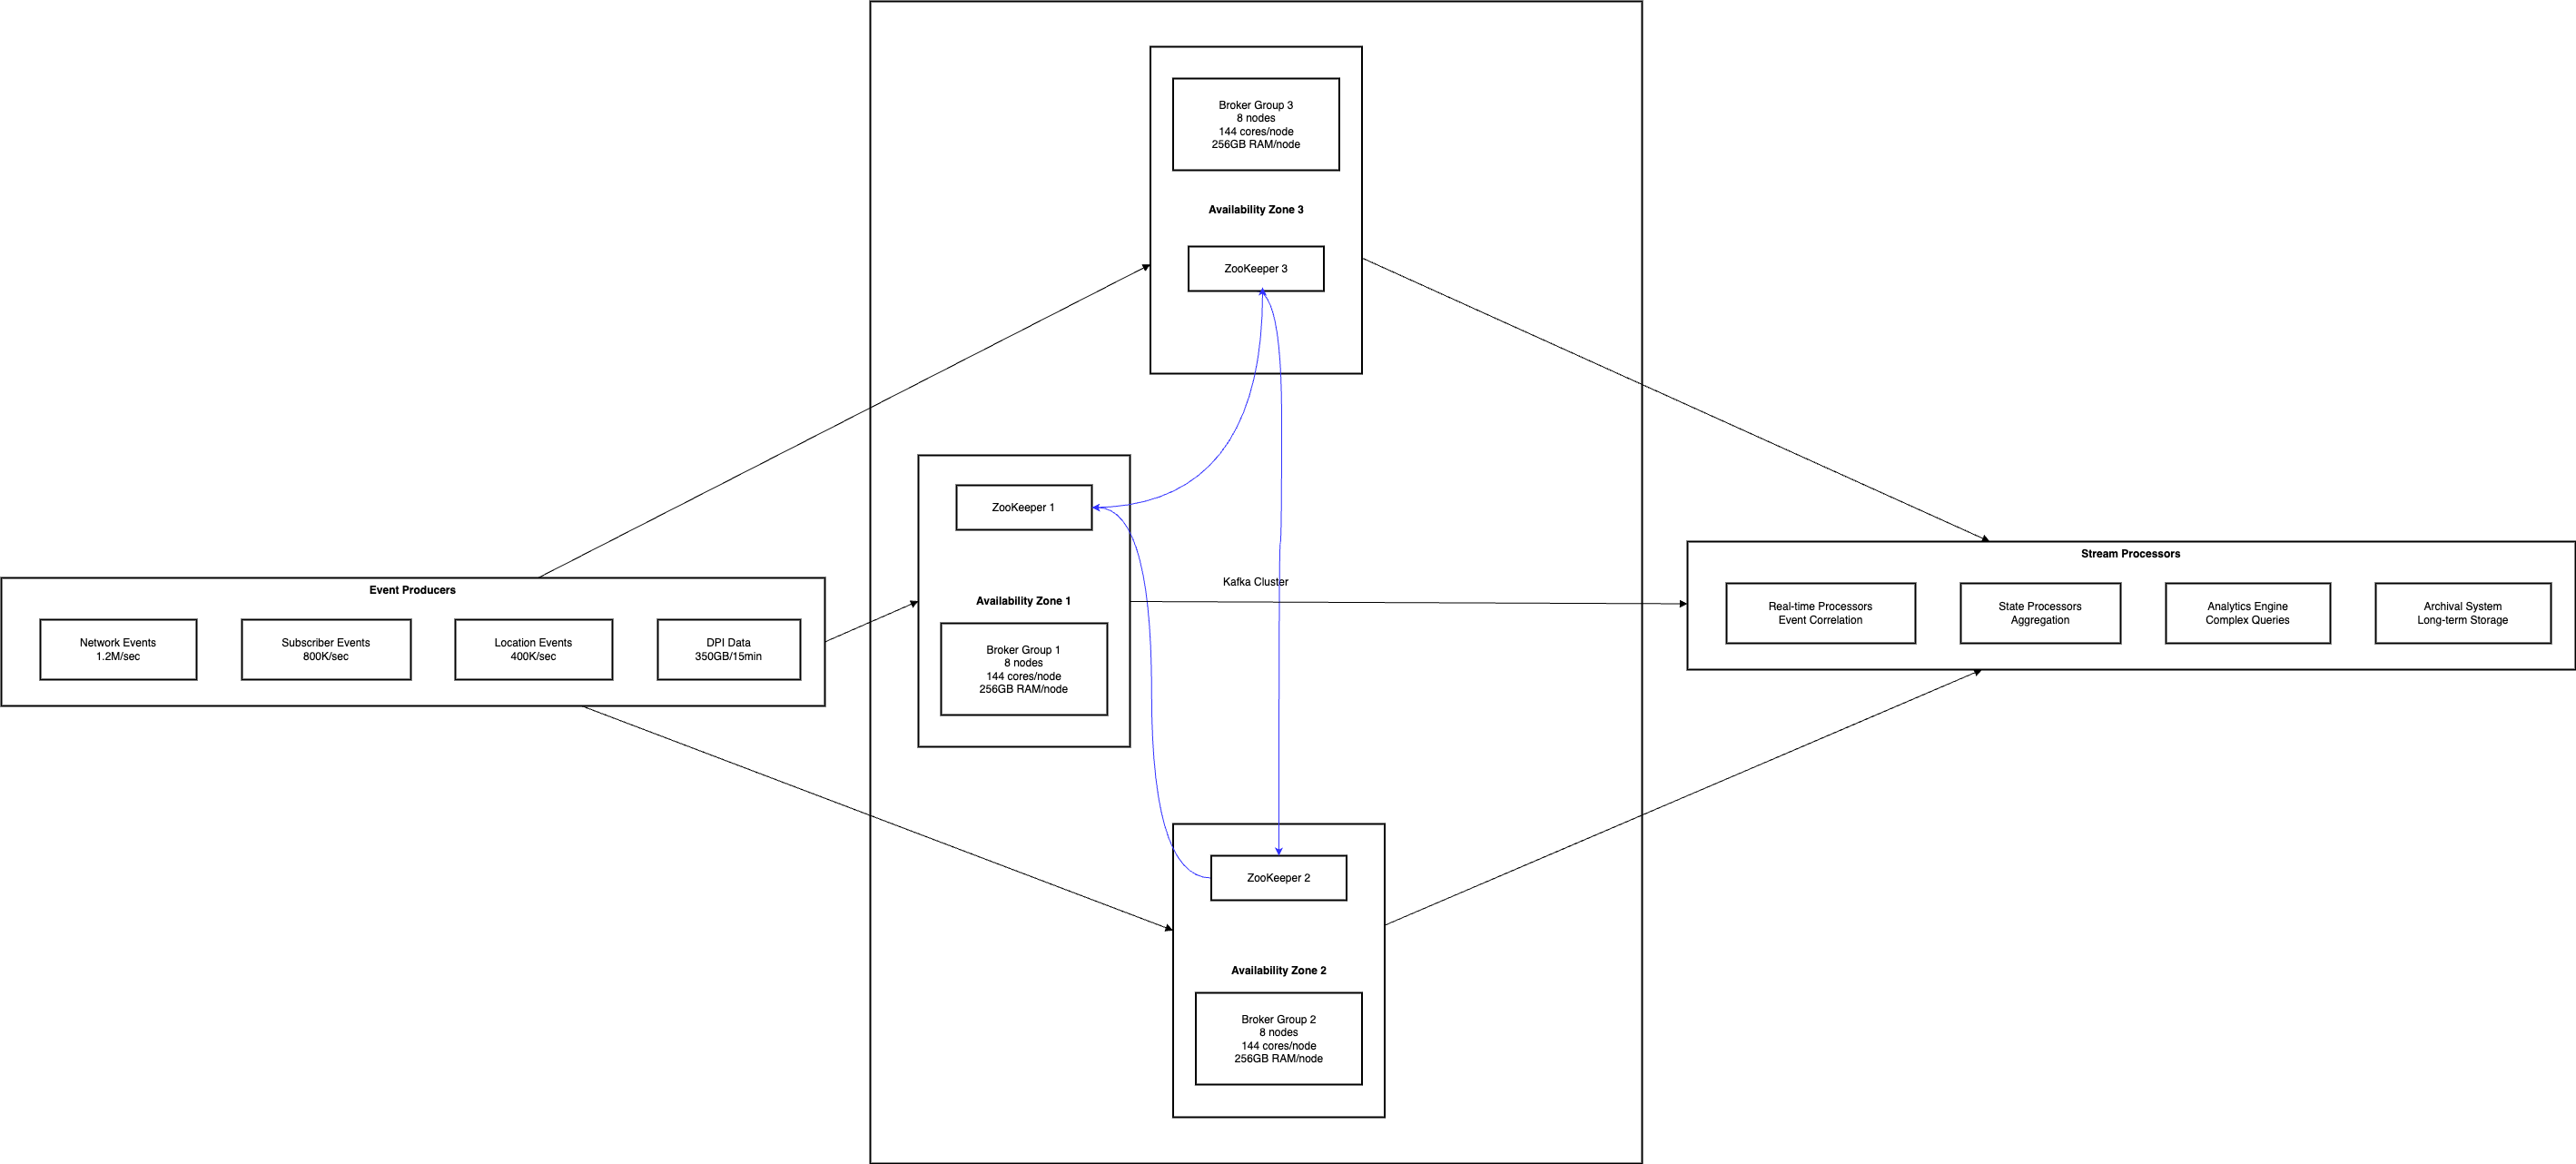 Event Producers
Network Events
1.2M/sec
Subscriber Events
800K/sec
Location Events
400K/sec
DPI Data
350GB/15min
Kafka Cluster
Broker Group 3
8 nodes
144 cores/node
256GB RAM/node
Availability Zone 3
ZooKeeper 3
ZooKeeper 1
Availability Zone 1
Broker Group 1
8 nodes
144 cores/node
256GB RAM/node
ZooKeeper 2
Availability Zone 2
Broker Group 2
8 nodes
144 cores/node
256GB RAM/node
Stream Processors
Real-time Processors
Event Correlation
State Processors
Aggregation
Analytics Engine
Complex Queries
Archival System
Long-term Storage